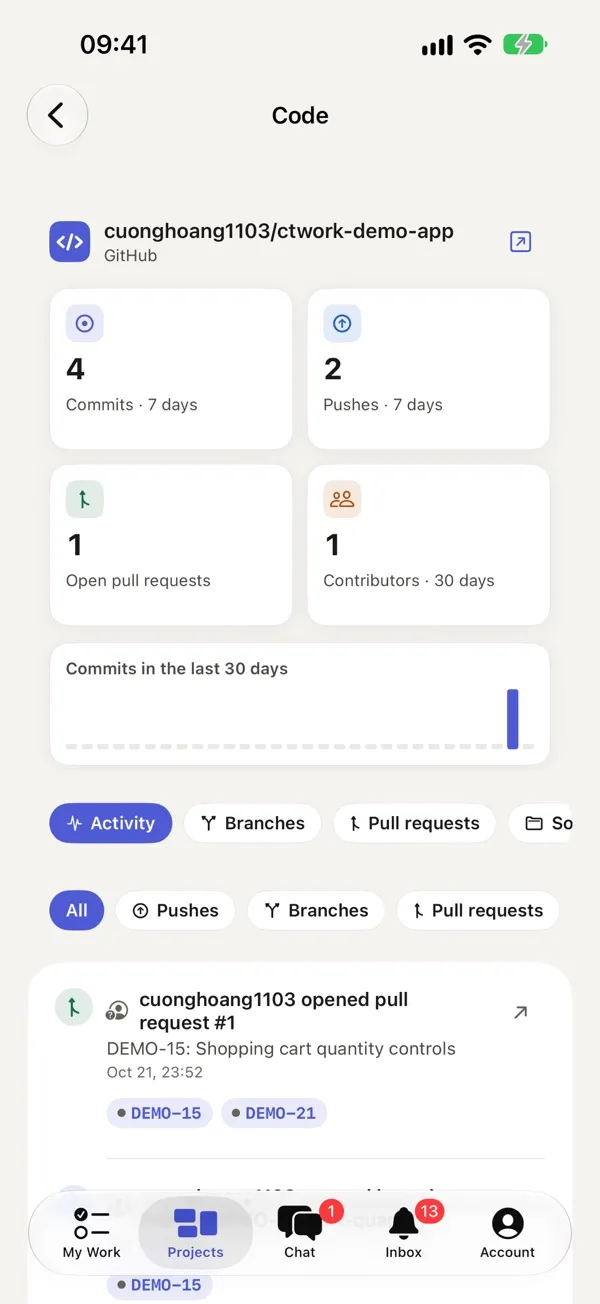 09:41
Code
cuonghoang1103/ctwork-demo-app
GitHub
4
Commits · 7 days
2
Pushes · 7 days
1
Open pull requests
1
Contributors · 30 days
Commits in the last 30 days
Activity
Branches
Pull requests
So
All
Pushes
Branches
Pull requests
cuonghoang1103 opened pull
request #1
DEMO-15: Shopping cart quantity controls
Oct 21, 23:52
DEMO-15
DEMO-21
1
13
My Work
Projects
Chat
Inbox
Account
DEMO-15